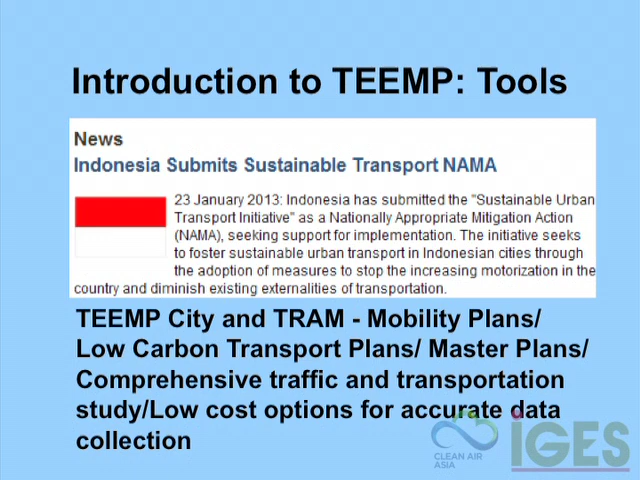 Introduction to TEEMP: Tools
News
Indonesia Submits Sustainable Transport NAMA
23 January 2013: Indonesia has submitted the "Sustainable Urban
Transport Initiative" as a Nationally Appropriate Mitigation Action
(NAMA), seeking support for implementation. The initiative seeks
to foster sustainable urban transport in Indonesian cities through
the adoption of measures to stop the increasing motorization in the
country and diminish existing externalities of transportation.
TEEMP City and TRAM - Mobility Plans/
Low Carbon Transport Plans/ Master Plans/
Comprehensive traffic and transportation
study/Low cost options for accurate data
collection
CLEAN AIR
ASIA
iGES